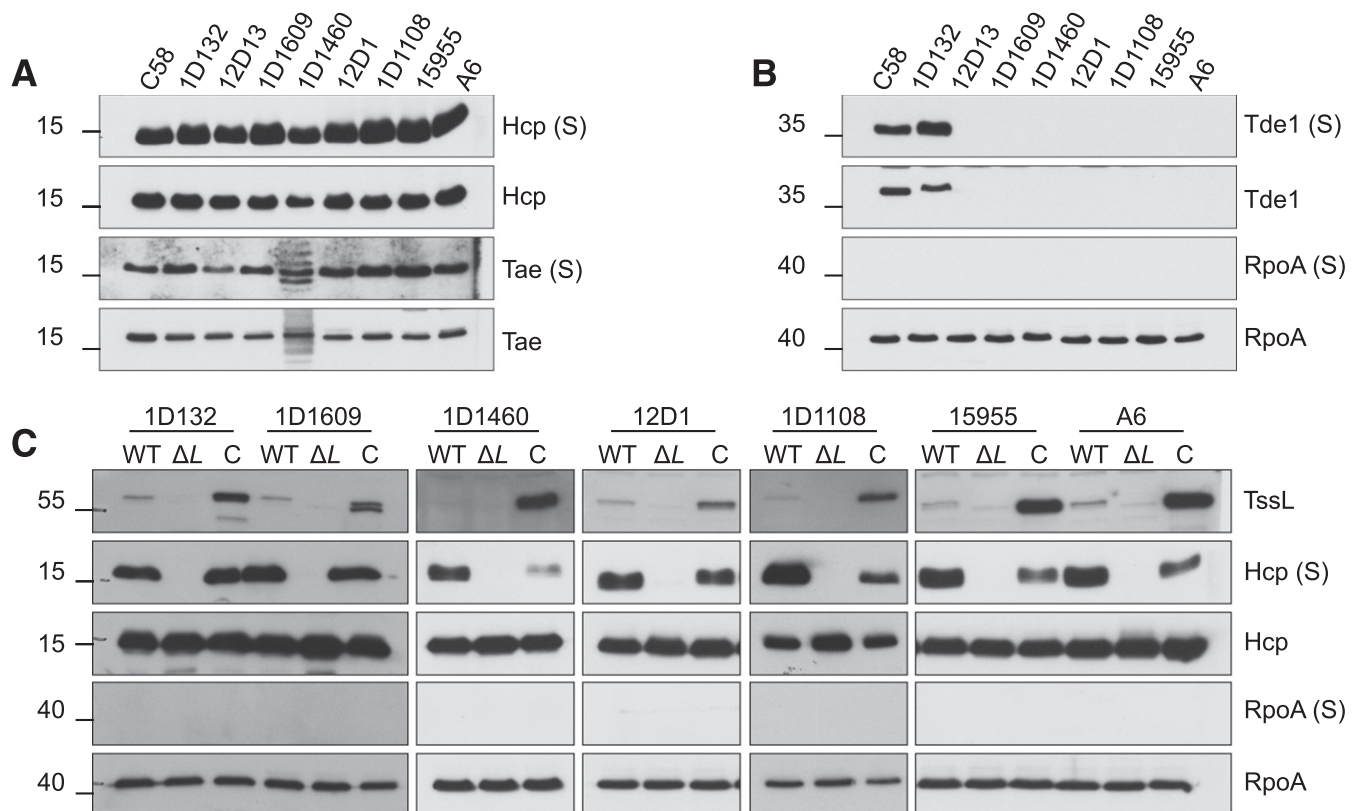 A
C58 1D132 12D13 1D1609 1D1460 12D1 1D1108 15955 A6
15 Hcp (S)
15 Hcp
15 Tae (S)
15 Tae
B
C58 1D132 12D13 1D1609 1D1460 12D1 1D1108 15955 A6
35 Tde1 (S)
35 Tde1
40 RpoA (S)
40 RpoA
C
1D132 1D1609 1D1460 12D1 1D1108 15955 A6
WT ΔL C WT ΔL C WT ΔL C WT ΔL C WT ΔL C WT ΔL C WT ΔL C
55 TssL
15 Hcp (S)
15 Hcp
40 RpoA (S)
40 RpoA